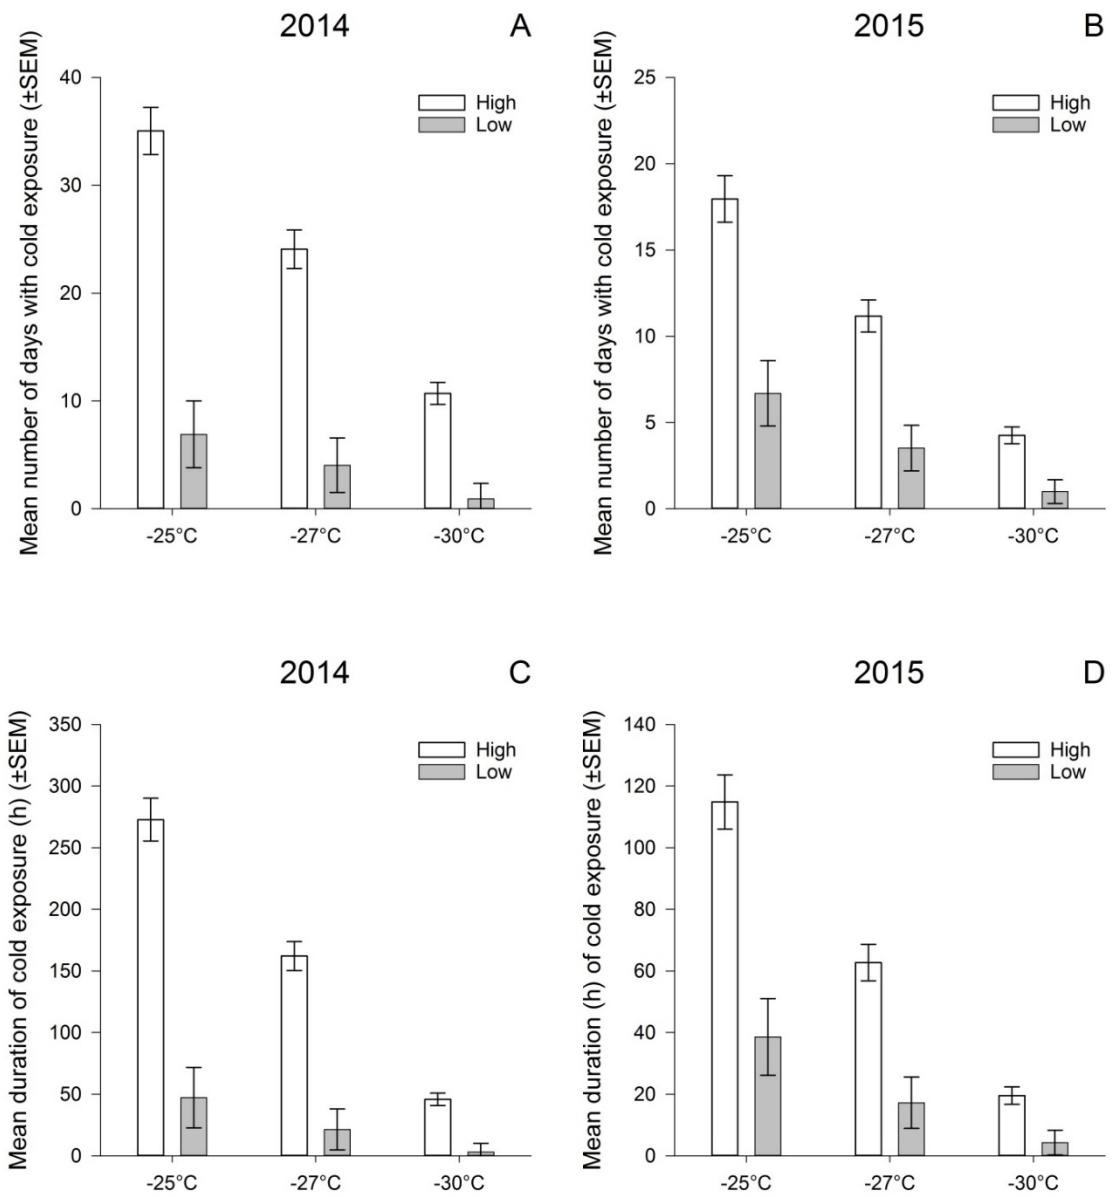 2014 A
Mean number of days with cold exposure (±SEM)
40
30
20
10
0
High
Low
-25°C -27°C -30°C
2015 B
Mean number of days with cold exposure (±SEM)
25
20
15
10
5
0
High
Low
-25°C -27°C -30°C
2014 C
Mean duration of cold exposure (h) (±SEM)
350
300
250
200
150
100
50
0
High
Low
-25°C -27°C -30°C
2015 D
Mean duration (h) of cold exposure (±SEM)
140
120
100
80
60
40
20
0
High
Low
-25°C -27°C -30°C